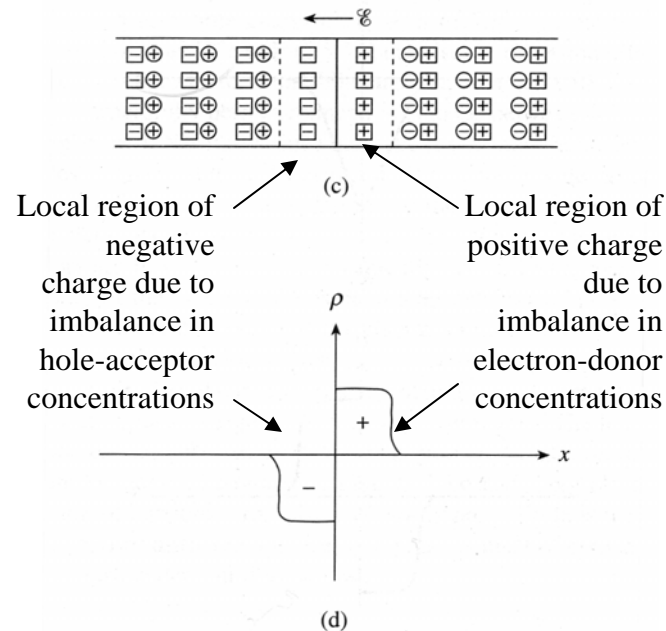 ℰ
(c)
Local region of
negative
charge due to
imbalance in
hole-acceptor
concentrations
Local region of
positive charge
due to
imbalance in
electron-donor
concentrations
ρ
+
x
−
(d)